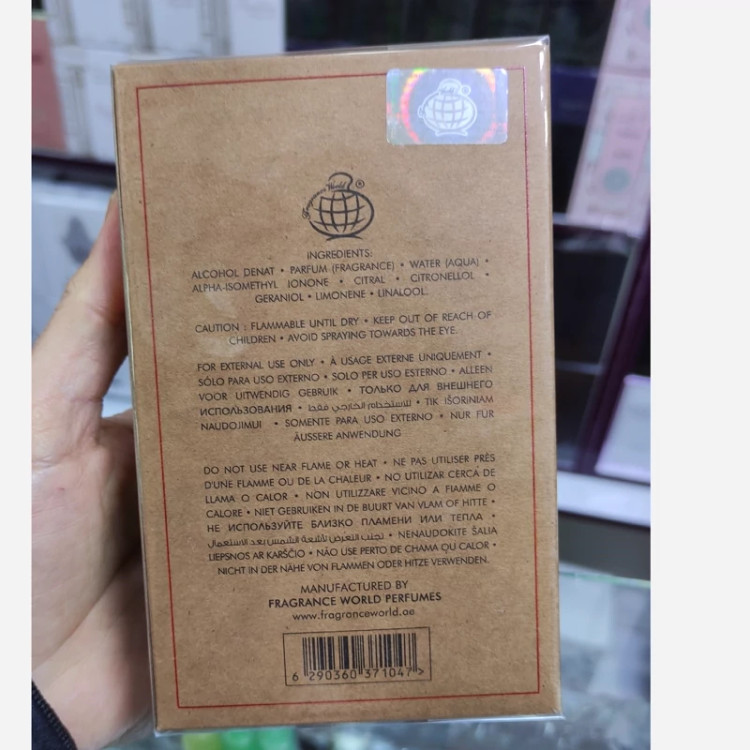 Fragrance World®
INGREDIENTS:
ALCOHOL DENAT • PARFUM (FRAGRANCE) • WATER (AQUA) •
ALPHA-ISOMETHYL IONONE • CITRAL • CITRONELLOL •
GERANIOL • LIMONENE • LINALOOL.
CAUTION : FLAMMABLE UNTIL DRY • KEEP OUT OF REACH OF
CHILDREN • AVOID SPRAYING TOWARDS THE EYE.
FOR EXTERNAL USE ONLY • À USAGE EXTERNE UNIQUEMENT •
SÓLO PARA USO EXTERNO • SOLO PER USO ESTERNO • ALLEEN
VOOR UITWENDIG GEBRUIK • ТОЛЬКО ДЛЯ ВНЕШНЕГО
ИСПОЛЬЗОВАНИЯ • للاستخدام الخارجي فقط • TIK IŠORINIAM
NAUDOJIMUI • SOMENTE PARA USO EXTERNO • NUR FÜR
ÄUSSERE ANWENDUNG
DO NOT USE NEAR FLAME OR HEAT • NE PAS UTILISER PRÈS
D'UNE FLAMME OU DE LA CHALEUR • NO UTILIZAR CERCA DE
LLAMA O CALOR • NON UTILIZZARE VICINO A FIAMME O
CALORE • NIET GEBRUIKEN IN DE BUURT VAN VLAM OF HITTE •
НЕ ИСПОЛЬЗУЙТЕ БЛИЗКО ПЛАМЕНИ ИЛИ ТЕПЛА •
تجنب التعرض لأشعة الشمس بعد الاستعمال • NENAUDOKITE ŠALIA
LIEPSNOS AR KARŠČIO • NÃO USE PERTO DE CHAMA OU CALOR •
NICHT IN DER NÄHE VON FLAMMEN ODER HITZE VERWENDEN.
MANUFACTURED BY
FRAGRANCE WORLD PERFUMES
www.fragranceworld.ae
6 290360 371047 >